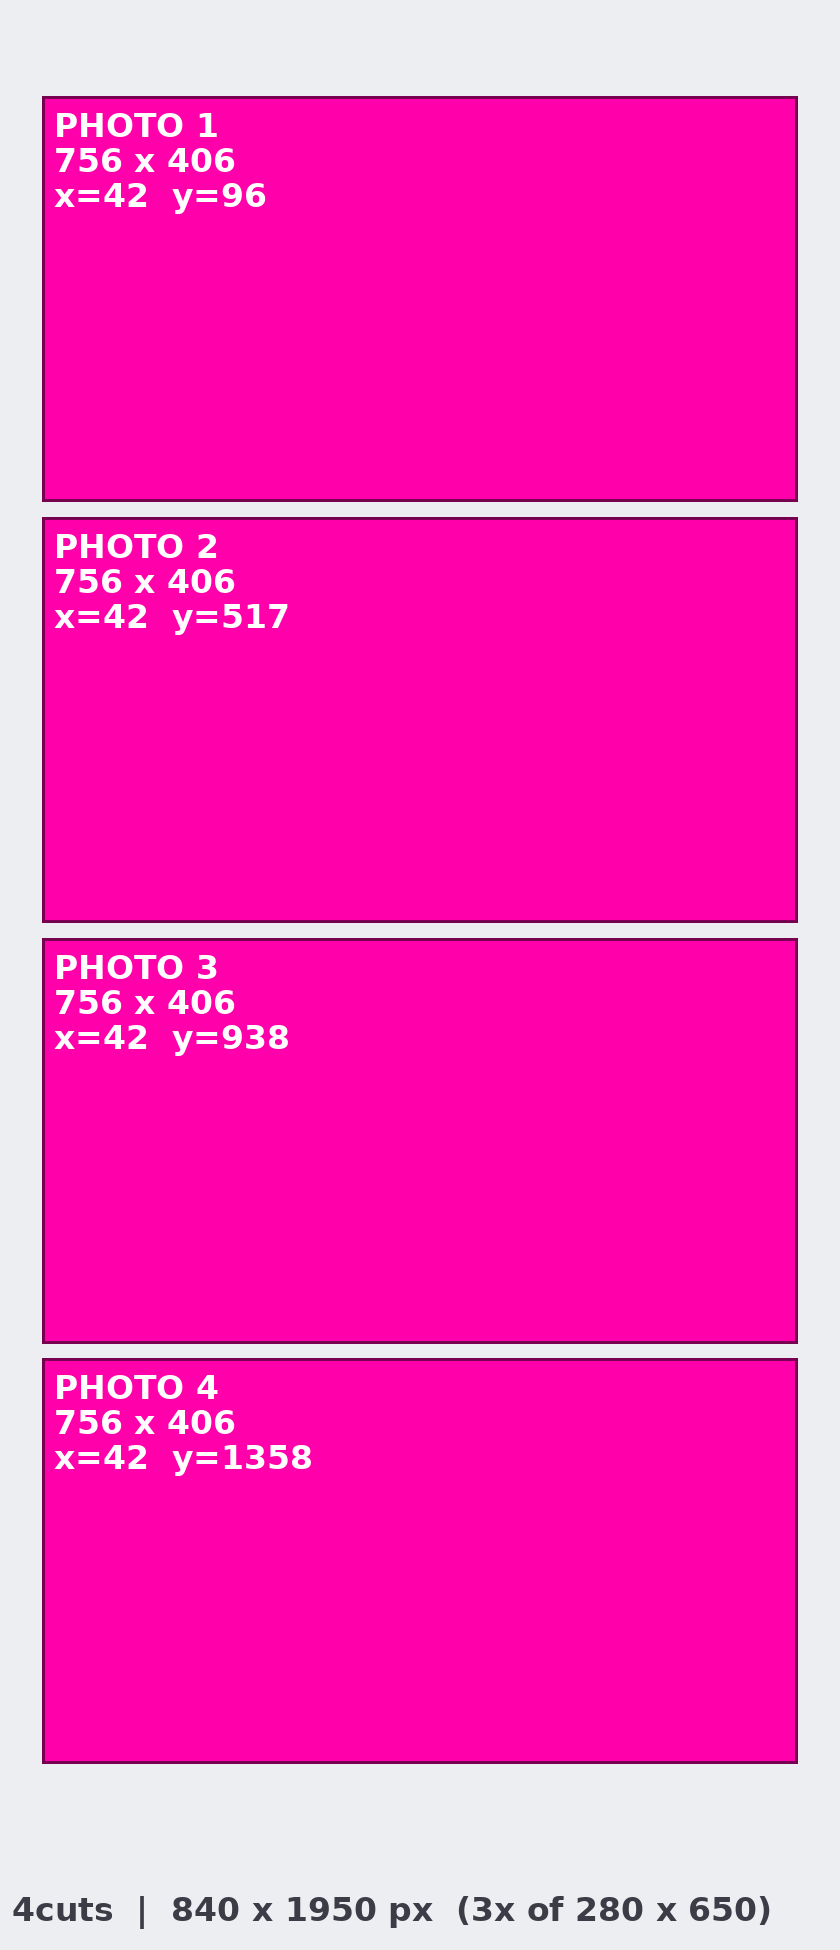 PHOTO 1
756 x 406
x=42  y=96
PHOTO 2
756 x 406
x=42  y=517
PHOTO 3
756 x 406
x=42  y=938
PHOTO 4
756 x 406
x=42  y=1358
4cuts  |  840 x 1950 px  (3x of 280 x 650)